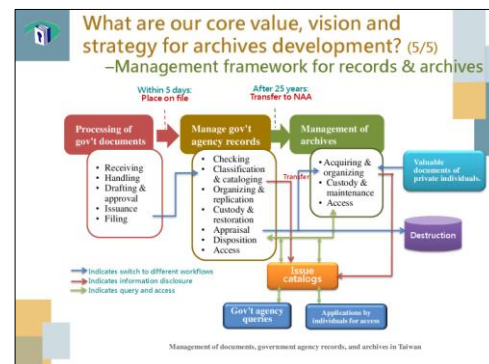 What are our core value, vision and
strategy for archives development? (5/5)
–Management framework for records & archives
Within 5 days:
Place on file
After 25 years:
Transfer to NAA
Processing of
gov't documents
Manage gov't
agency records
Management of
archives
• Receiving
• Handling
• Drafting &
approval
• Issuance
• Filing
• Checking
• Classification
& cataloging
• Organizing &
replication
• Custody &
restoration
• Appraisal
• Disposition
• Access
Transfer
• Acquiring &
organizing
• Custody &
maintenance
• Access
Valuable
documents of
private individuals.
Destruction
Issue
catalogs
Indicates switch to different workflows
Indicates information disclosure
Indicates query and access
Gov't agency
queries
Applications by
individuals for access
Management of documents, government agency records, and archives in Taiwan